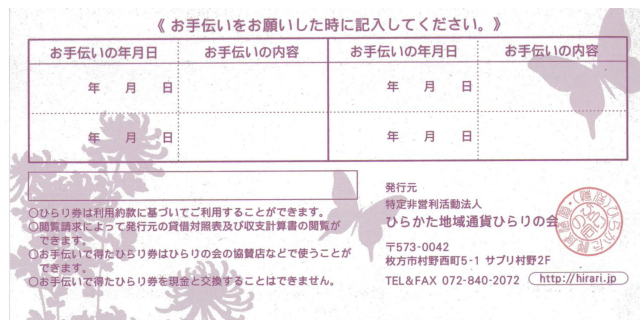 《 お手伝いをお願いした時に記入してください。》
お手伝いの年月日 お手伝いの内容 お手伝いの年月日 お手伝いの内容
年 月 日 年 月 日
年 月 日 年 月 日
○ひらり券は利用約款に基づいてご利用することができます。
○閲覧請求によって発行元の貸借対照表及び収支計算書の閲覧が
できます。
○お手伝いで得たひらり券はひらりの会の協賛店などで使うことが
できます。
○お手伝いで得たひらり券を現金と交換することはできません。
発行元
特定非営利活動法人
ひらかた地域通貨ひらりの会
〒573-0042
枚方市村野西町5-1 サプリ村野2F
TEL&FAX 072-840-2072 http://hirari.jp